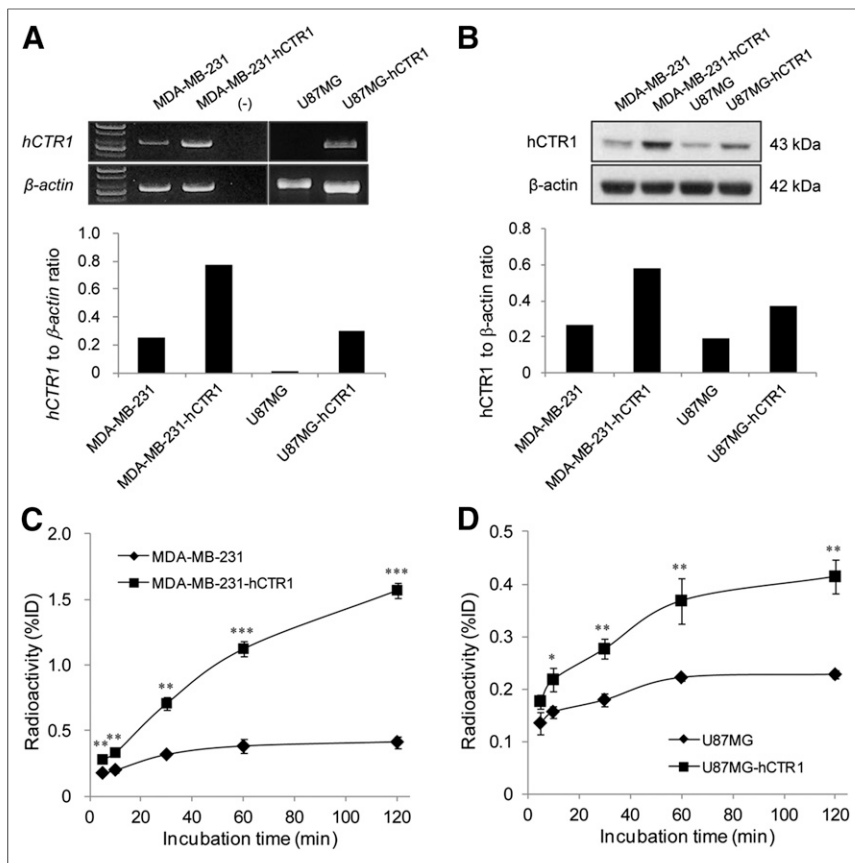 A
MDA-MB-231
MDA-MB-231-hCTR1
(-)
U87MG
U87MG-hCTR1
hCTR1
β-actin
hCTR1 to β-actin ratio
1.0
0.8
0.6
0.4
0.2
0
MDA-MB-231
MDA-MB-231-hCTR1
U87MG
U87MG-hCTR1
B
MDA-MB-231
MDA-MB-231-hCTR1
U87MG
U87MG-hCTR1
hCTR1
43 kDa
β-actin
42 kDa
hCTR1 to β-actin ratio
0.8
0.6
0.4
0.2
0
MDA-MB-231
MDA-MB-231-hCTR1
U87MG
U87MG-hCTR1
C
Radioactivity (%ID)
2.0
1.5
1.0
0.5
0
MDA-MB-231
MDA-MB-231-hCTR1
**
**
**
***
***
0 20 40 60 80 100 120
Incubation time (min)
D
Radioactivity (%ID)
0.5
0.4
0.3
0.2
0.1
0
*
**
**
**
U87MG
U87MG-hCTR1
0 20 40 60 80 100 120
Incubation time (min)